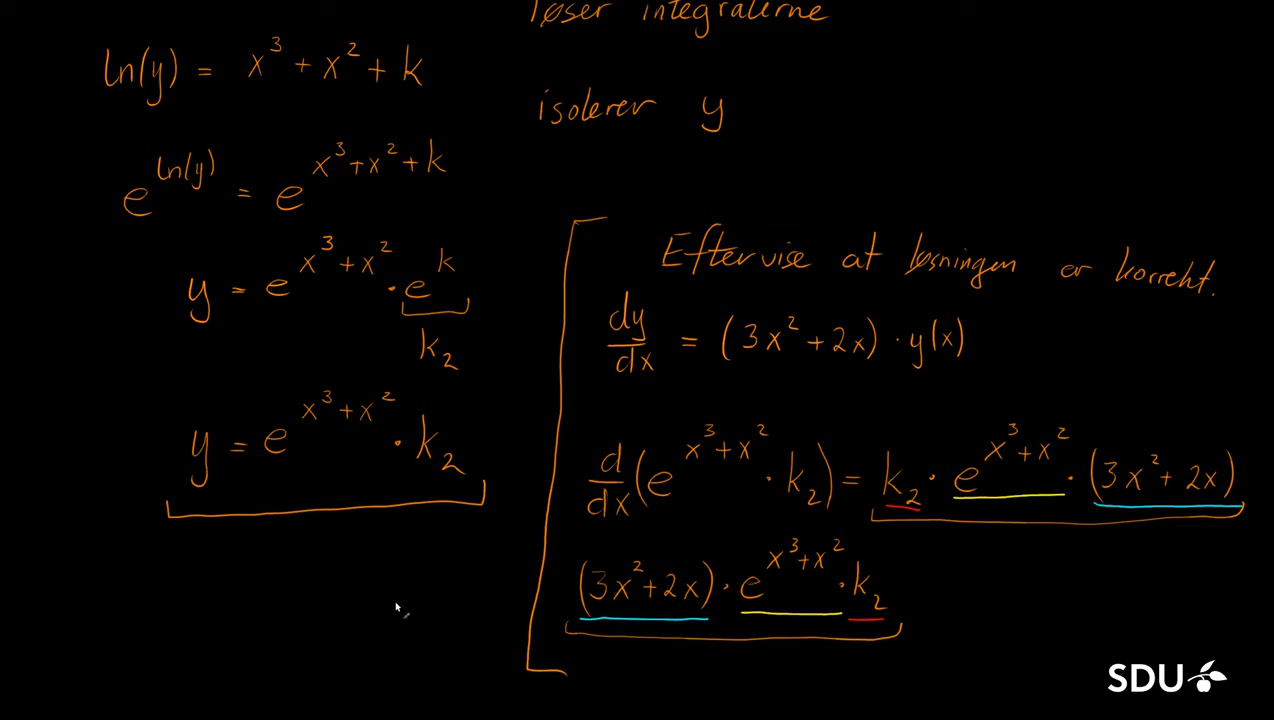 løser integralerne
ln(y) = x³ + x² + k
isolerer y
e^(ln(y)) = e^(x³+x²+k)
y = e^(x³+x²) · e^k
k₂
y = e^(x³+x²) · k₂
Eftervise at løsningen er korrekt.
dy/dx = (3x² + 2x) · y(x)
d/dx (e^(x³+x²) · k₂) = k₂ · e^(x³+x²) · (3x² + 2x)
(3x² + 2x) · e^(x³+x²) · k₂
SDU